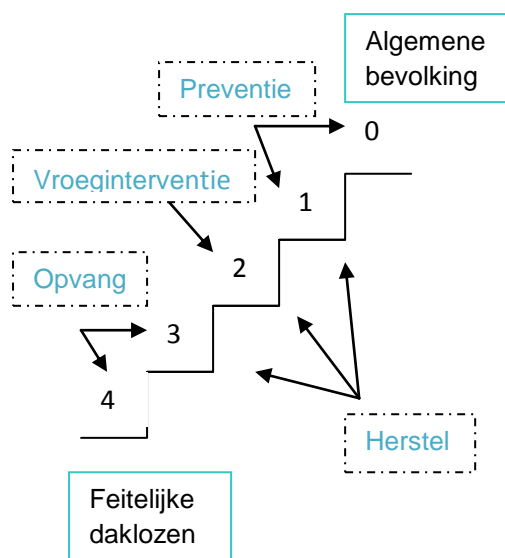 Algemene
bevolking
Preventie
0
Vroeginterventie
1
2
Opvang
3
4
Herstel
Feitelijke
daklozen